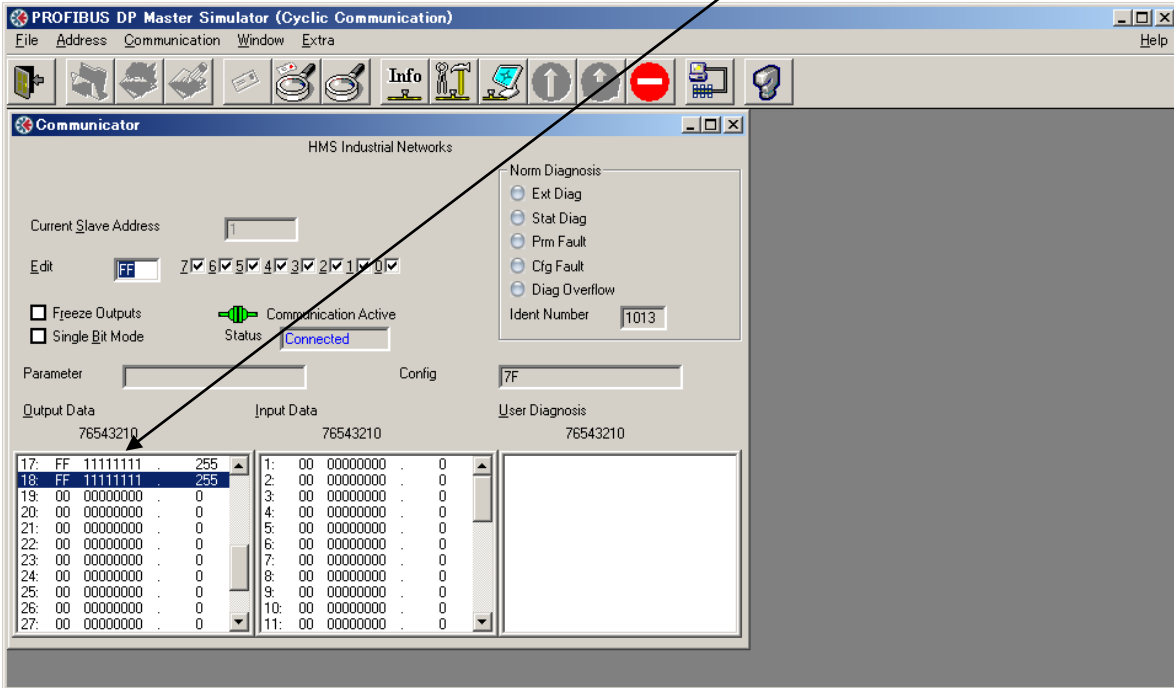 PROFIBUS DP Master Simulator (Cyclic Communication)
File Address Communication Window Extra Help
Info
Communicator
HMS Industrial Networks
Norm Diagnosis
Ext Diag
Stat Diag
Current Slave Address 1
Prm Fault
Edit FF 7 6 5 4 3 2 1 0
Cfg Fault
Diag Overflow
Freeze Outputs Communication Active
Ident Number 1013
Single Bit Mode Status Connected
Parameter Config 7F
Output Data Input Data User Diagnosis
76543210 76543210 76543210
17: FF 11111111 . 255 1: 00 00000000 . 0
18: FF 11111111 . 255 2: 00 00000000 . 0
19: 00 00000000 . 0 3: 00 00000000 . 0
20: 00 00000000 . 0 4: 00 00000000 . 0
21: 00 00000000 . 0 5: 00 00000000 . 0
22: 00 00000000 . 0 6: 00 00000000 . 0
23: 00 00000000 . 0 7: 00 00000000 . 0
24: 00 00000000 . 0 8: 00 00000000 . 0
25: 00 00000000 . 0 9: 00 00000000 . 0
26: 00 00000000 . 0 10: 00 00000000 . 0
27: 00 00000000 . 0 11: 00 00000000 . 0